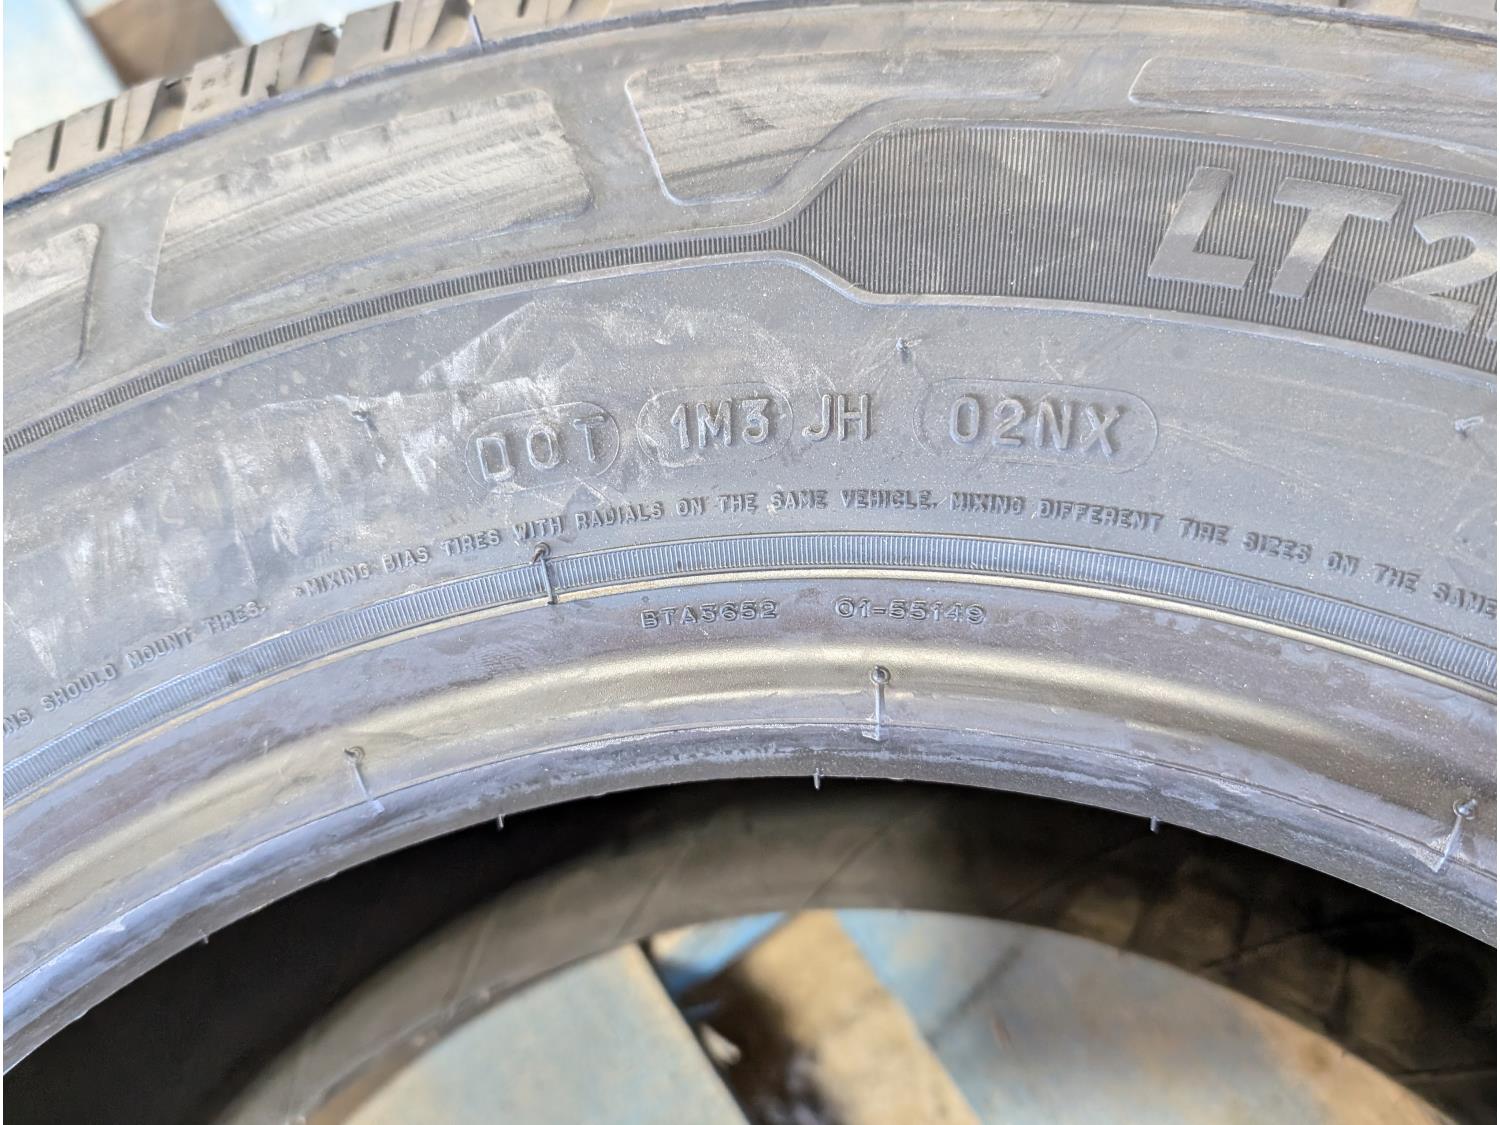 LT2
DOT 1M3 JH 02NX
NS SHOULD MOUNT TIRES. •MIXING BIAS TIRES WITH RADIALS ON THE SAME VEHICLE. MIXING DIFFERENT TIRE SIZES ON THE SAME
BTA3652 01-55149